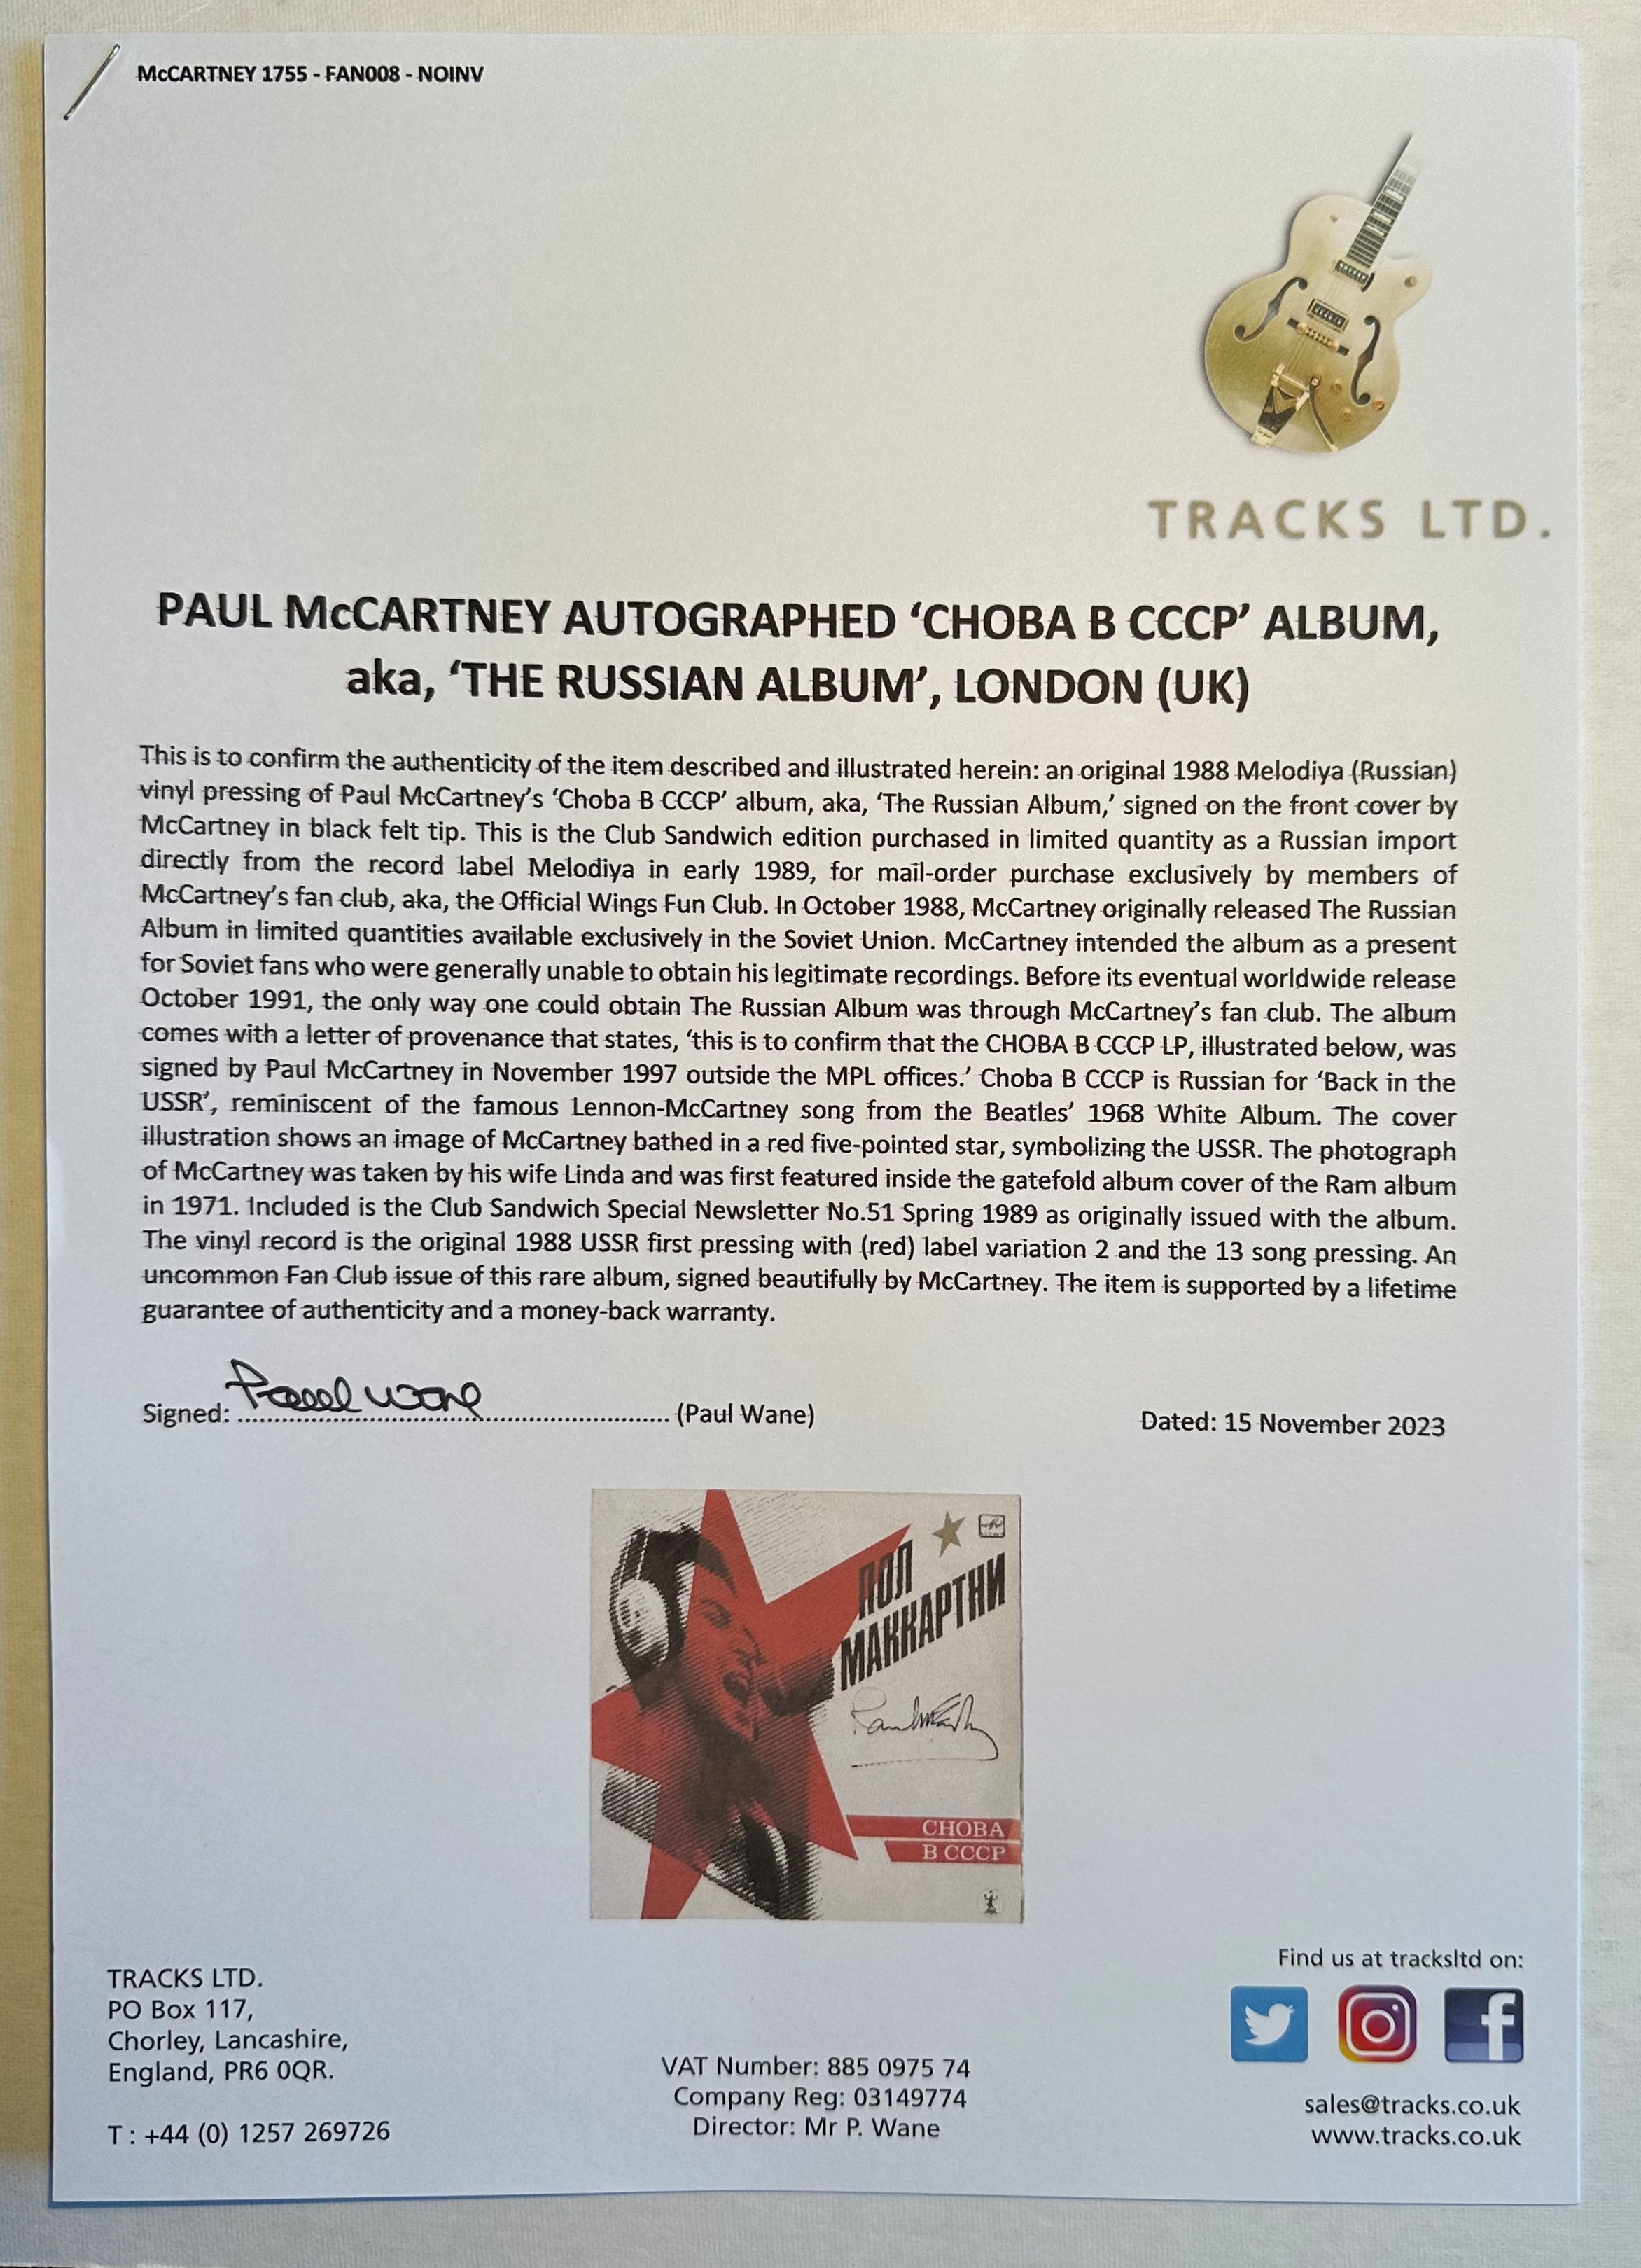 McCARTNEY 1755 - FAN008 - NOINV
TRACKS LTD.
PAUL McCARTNEY AUTOGRAPHED ‘CHOBA B CCCP’ ALBUM,
aka, ‘THE RUSSIAN ALBUM’, LONDON (UK)
This is to confirm the authenticity of the item described and illustrated herein: an original 1988 Melodiya (Russian)
vinyl pressing of Paul McCartney’s ‘Choba B CCCP’ album, aka, ‘The Russian Album,’ signed on the front cover by
McCartney in black felt tip. This is the Club Sandwich edition purchased in limited quantity as a Russian import
directly from the record label Melodiya in early 1989, for mail-order purchase exclusively by members of
McCartney’s fan club, aka, the Official Wings Fun Club. In October 1988, McCartney originally released The Russian
Album in limited quantities available exclusively in the Soviet Union. McCartney intended the album as a present
for Soviet fans who were generally unable to obtain his legitimate recordings. Before its eventual worldwide release
October 1991, the only way one could obtain The Russian Album was through McCartney’s fan club. The album
comes with a letter of provenance that states, ‘this is to confirm that the CHOBA B CCCP LP, illustrated below, was
signed by Paul McCartney in November 1997 outside the MPL offices.’ Choba B CCCP is Russian for ‘Back in the
USSR’, reminiscent of the famous Lennon-McCartney song from the Beatles’ 1968 White Album. The cover
illustration shows an image of McCartney bathed in a red five-pointed star, symbolizing the USSR. The photograph
of McCartney was taken by his wife Linda and was first featured inside the gatefold album cover of the Ram album
in 1971. Included is the Club Sandwich Special Newsletter No.51 Spring 1989 as originally issued with the album.
The vinyl record is the original 1988 USSR first pressing with (red) label variation 2 and the 13 song pressing. An
uncommon Fan Club issue of this rare album, signed beautifully by McCartney. The item is supported by a lifetime
guarantee of authenticity and a money-back warranty.
Signed: Paul Wane (Paul Wane)
Dated: 15 November 2023
ПОЛ
МАККАРТНИ
Paul McCartney
СНОВА
В СССР
TRACKS LTD.
PO Box 117,
Chorley, Lancashire,
England, PR6 0QR.
T : +44 (0) 1257 269726
VAT Number: 885 0975 74
Company Reg: 03149774
Director: Mr P. Wane
Find us at tracksltd on:
sales@tracks.co.uk
www.tracks.co.uk